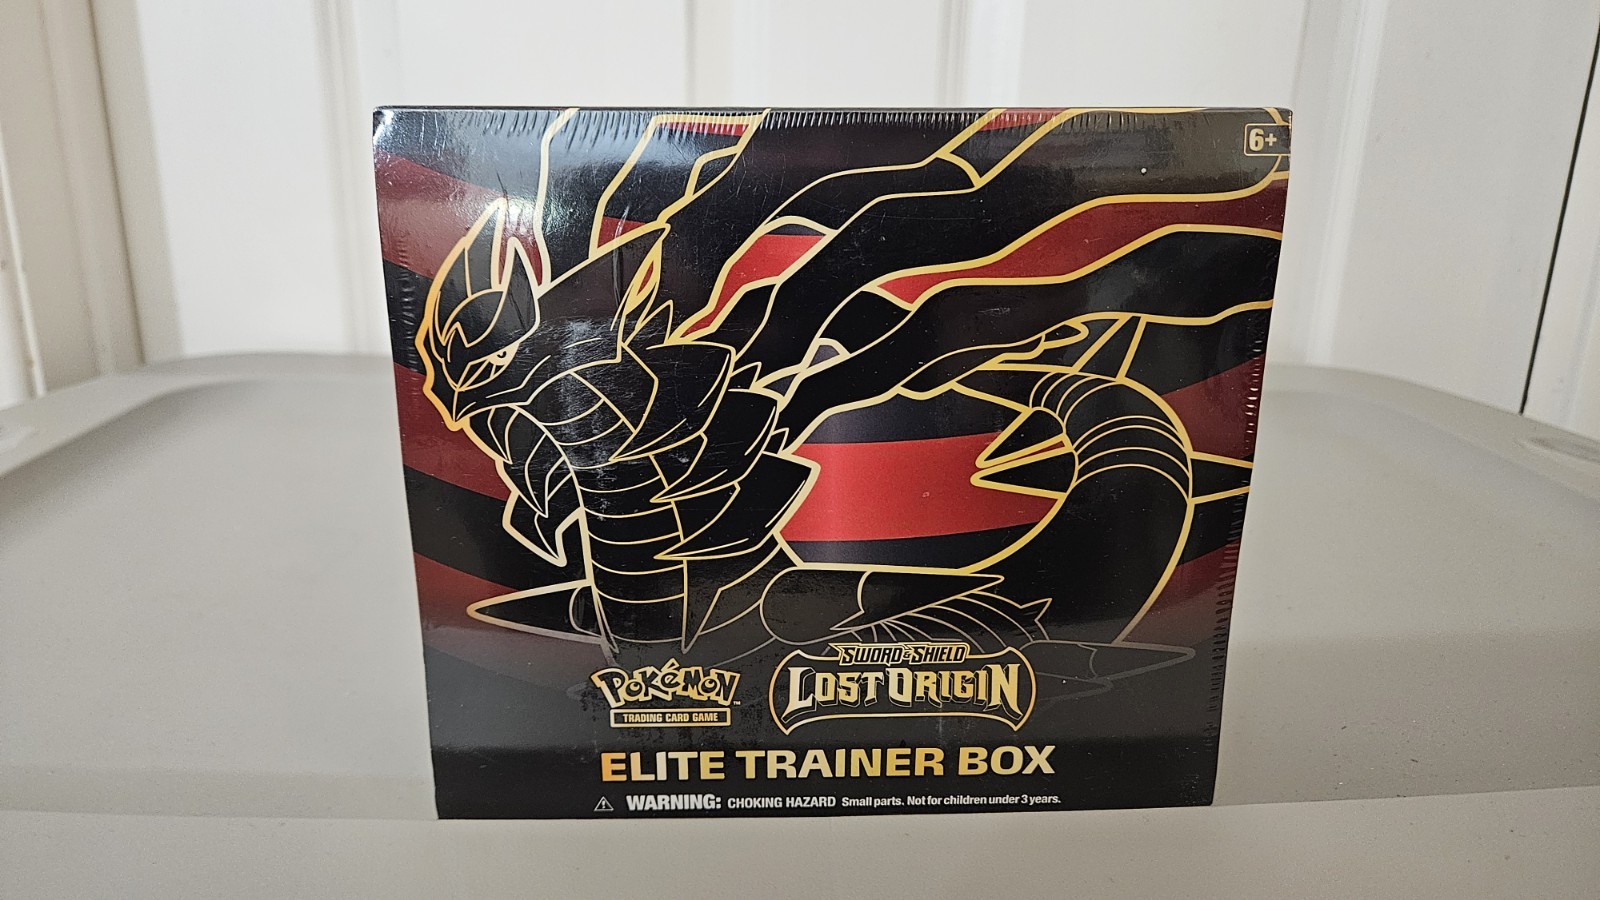 6+
SWORD & SHIELD
LOST ORIGIN
POKéMON™
TRADING CARD GAME
ELITE TRAINER BOX
WARNING: CHOKING HAZARD Small parts. Not for children under 3 years.